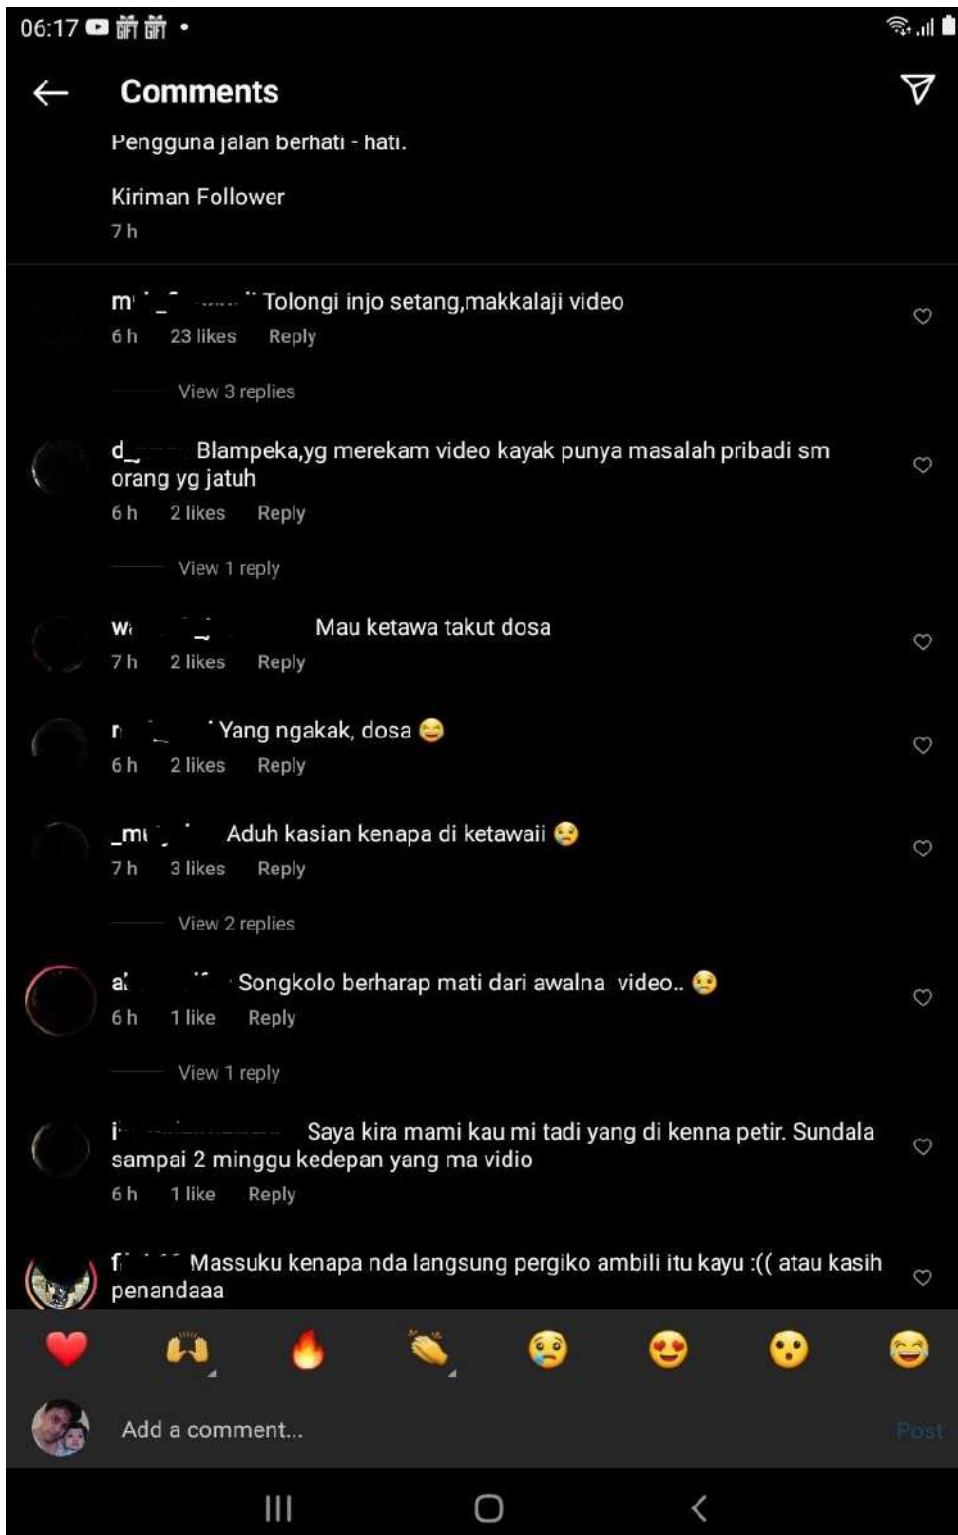 06:17
Comments
Pengguna jalan berhati - hati.
Kiriman Follower
7 h
Tolongi injo setang,makkalaji video
6 h 23 likes Reply
View 3 replies
Blampeka,yg merekam video kayak punya masalah pribadi sm
orang yg jatuh
6 h 2 likes Reply
View 1 reply
Mau ketawa takut dosa
7 h 2 likes Reply
Yang ngakak, dosa 😂
6 h 2 likes Reply
Aduh kasian kenapa di ketawaii 😢
7 h 3 likes Reply
View 2 replies
Songkolo berharap mati dari awalna video.. 😢
6 h 1 like Reply
View 1 reply
Saya kira mami kau mi tadi yang di kenna petir. Sundala
sampai 2 minggu kedepan yang ma vidio
6 h 1 like Reply
Massuku kenapa nda langsung pergiko ambili itu kayu :(( atau kasih
penandaaa
Add a comment...
Post